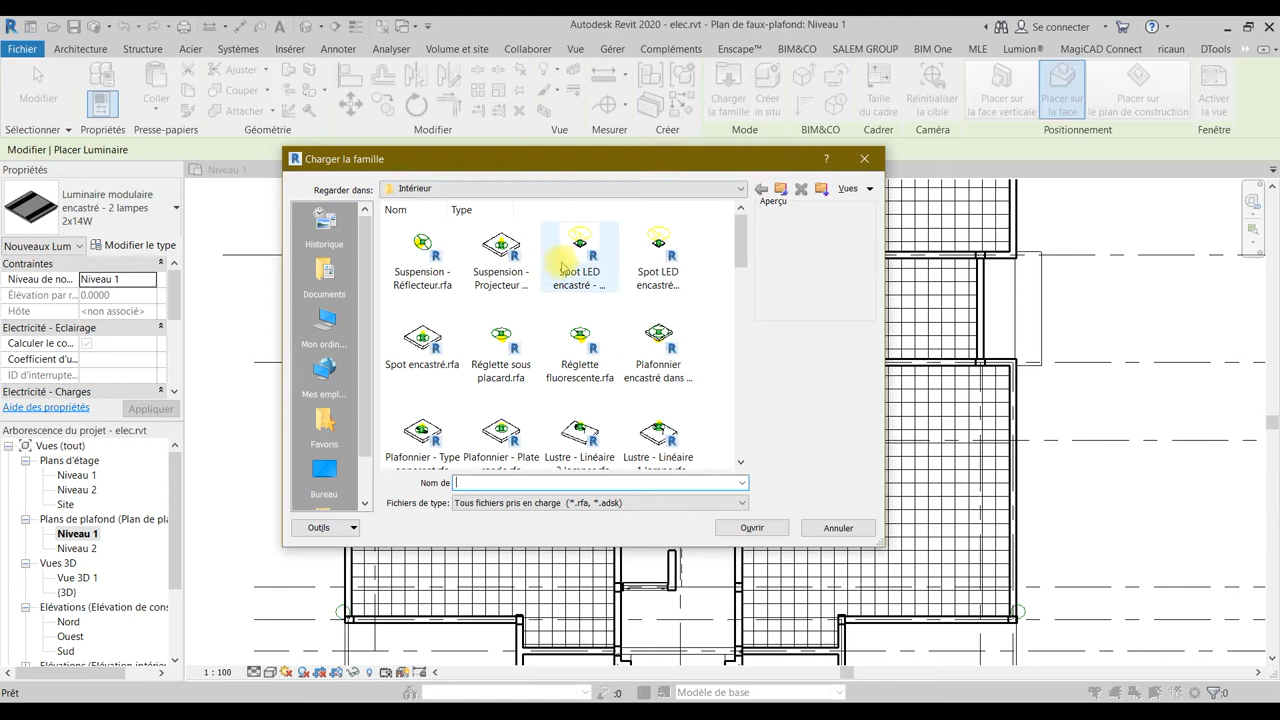 Autodesk Revit 2020 - elec.rvt - Plan de faux-plafond: Niveau 1
Se connecter
Fichier Architecture Structure Acier Systèmes Insérer Annoter Analyser Volume et site Collaborer Vue Gérer Compléments Enscape™ BIM&CO SALEM GROUP BIM One MLE Lumion® MagiCAD Connect ricaun DTools
Modifier
Coller
Ajuster
Couper
Attacher
Charger
la famille
Créer
in situ
Taille
du cadre
Réinitialiser
la cible
Placer sur
la face verticale
Placer sur
la face
Placer sur
le plan de construction
Activer
la vue
Sélectionner Propriétés Presse-papiers Géométrie Modifier Vue Mesurer Créer Mode BIM&CO Cadrer Caméra Positionnement Fenêtre
Modifier | Placer Luminaire
Propriétés
Niveau 1
Luminaire modulaire
encastré - 2 lampes
2x14W
Nouveaux Lum Modifier le type
Contraintes
Niveau de no... Niveau 1
Élévation par r... 0.0000
Hôte <non associé>
Electricité - Eclairage
Calculer le co...
Coefficient d'u...
ID d'interrupte...
Electricité - Charges
Aide des propriétés Appliquer
Arborescence du projet - elec.rvt
Vues (tout)
Plans d'étage
Niveau 1
Niveau 2
Site
Plans de plafond (Plan de pla
Niveau 1
Niveau 2
Vues 3D
Vue 3D 1
{3D}
Elévations (Elévation de cons
Nord
Ouest
Sud
Charger la famille
?
Regarder dans: Intérieur Vues
Aperçu
Nom Type
Historique
Documents
Mon ordin...
Mes empl...
Favoris
Bureau
Suspension -
Réflecteur.rfa
Suspension -
Projecteur ...
Spot LED
encastré - ...
Spot LED
encastré...
Spot encastré.rfa
Réglette sous
placard.rfa
Réglette
fluorescente.rfa
Plafonnier
encastré dans ...
Plafonnier - Type
Plafonnier - Plate
Lustre - Linéaire
Lustre - Linéaire
Nom de
Fichiers de type: Tous fichiers pris en charge (*.rfa, *.adsk)
Outils Ouvrir Annuler
1 : 100
Prêt
:0
Modèle de base
:0